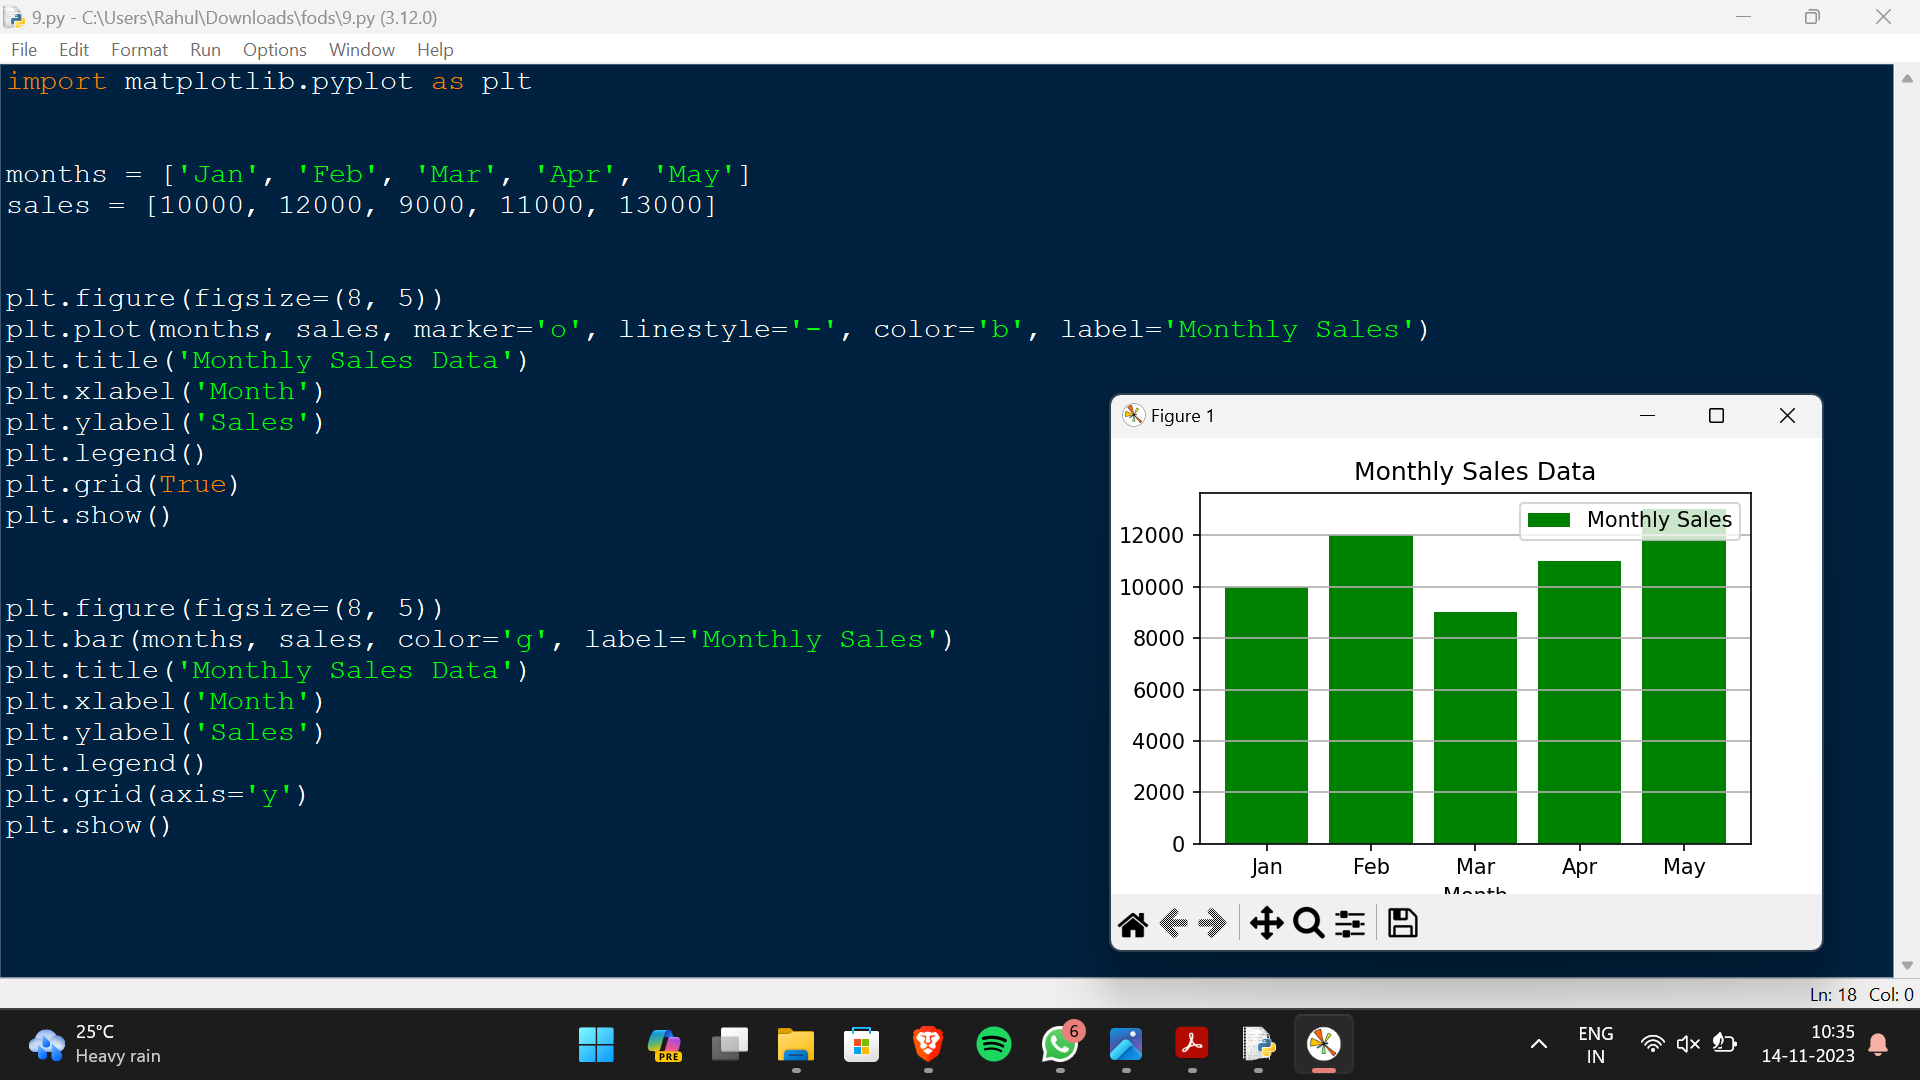 9.py - C:\Users\Rahul\Downloads\fods\9.py (3.12.0)
File Edit Format Run Options Window Help
import matplotlib.pyplot as plt
months = ['Jan', 'Feb', 'Mar', 'Apr', 'May']
sales = [10000, 12000, 9000, 11000, 13000]
plt.figure(figsize=(8, 5))
plt.plot(months, sales, marker='o', linestyle='-', color='b', label='Monthly Sales')
plt.title('Monthly Sales Data')
plt.xlabel('Month')
plt.ylabel('Sales')
plt.legend()
plt.grid(True)
plt.show()
plt.figure(figsize=(8, 5))
plt.bar(months, sales, color='g', label='Monthly Sales')
plt.title('Monthly Sales Data')
plt.xlabel('Month')
plt.ylabel('Sales')
plt.legend()
plt.grid(axis='y')
plt.show()
Figure 1
Monthly Sales Data
Monthly Sales
12000
10000
8000
6000
4000
2000
0
Jan Feb Mar Apr May
Month
Ln: 18 Col: 0
25°C
Heavy rain
PRE
6
ENG
IN
10:35
14-11-2023